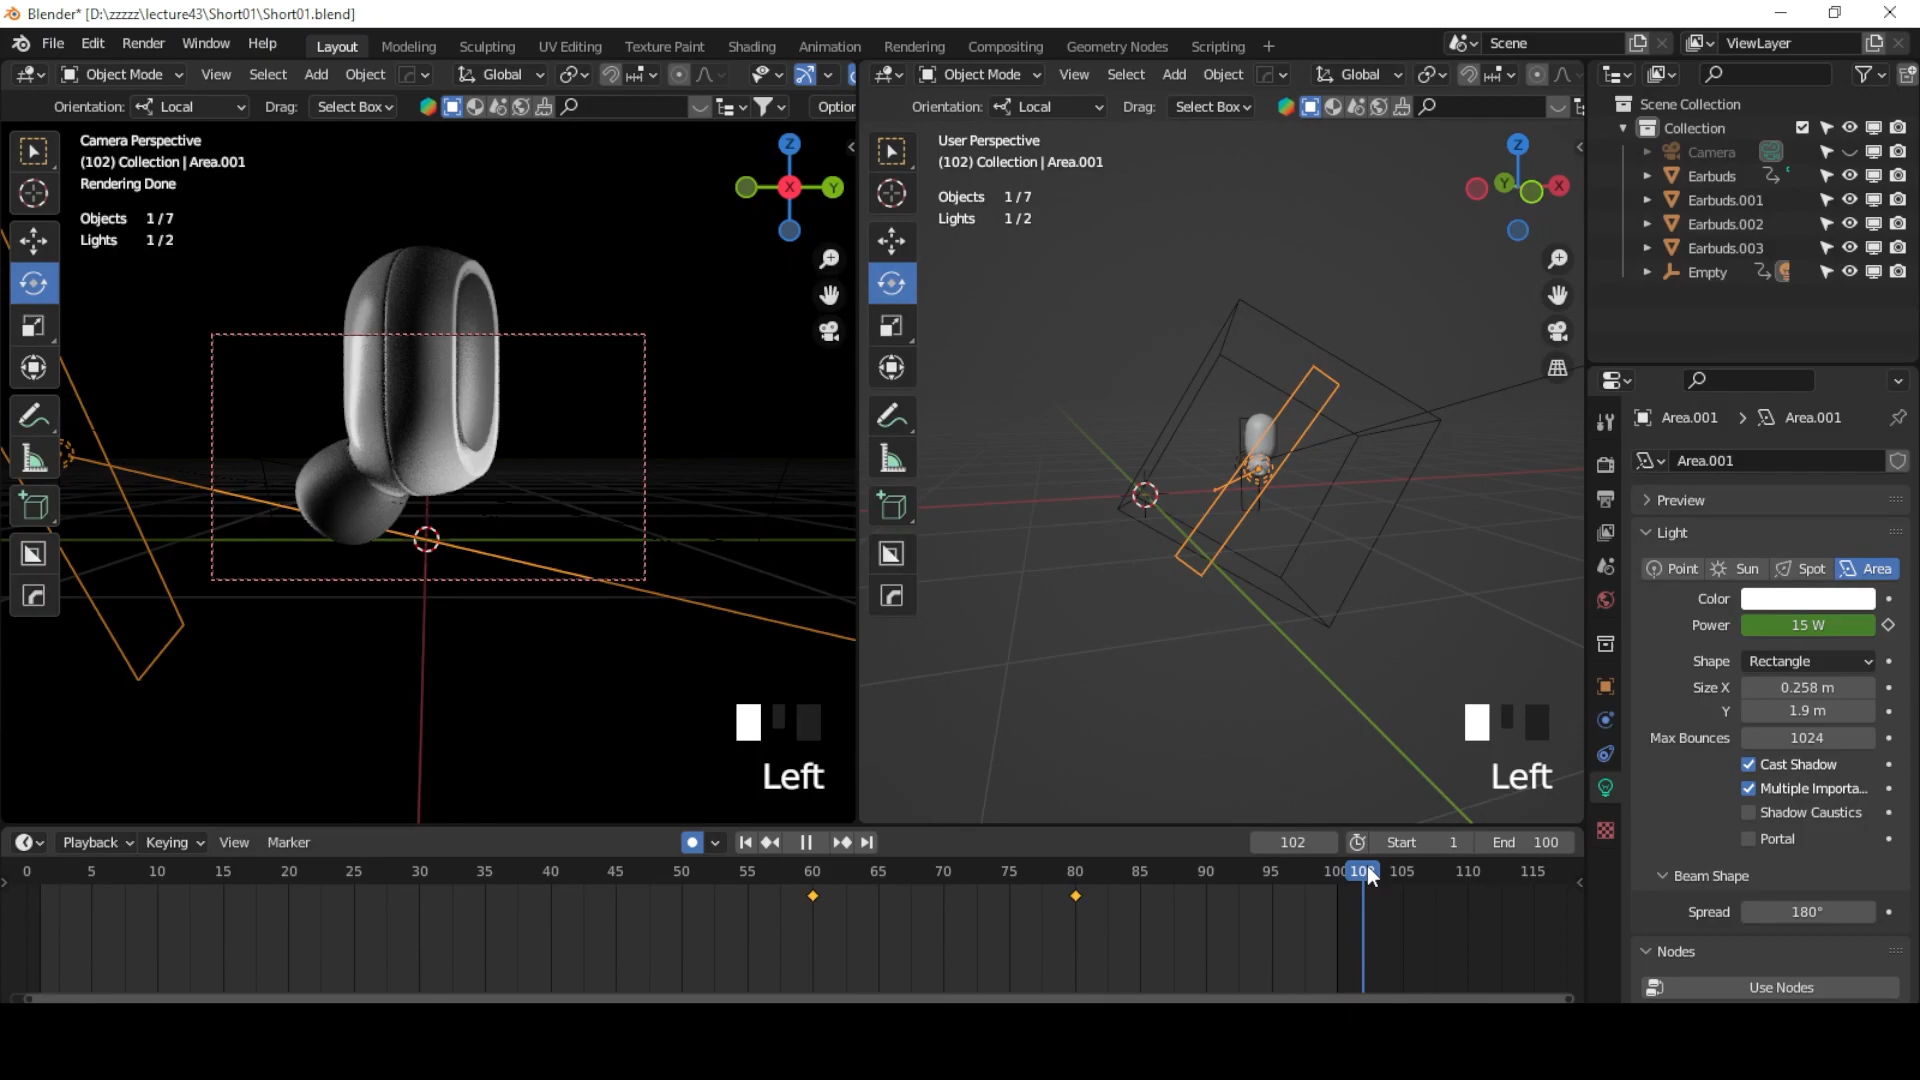 Blender* [D:\zzzzz\lecture43\Short01\Short01.blend]
File Edit Render Window Help Layout Modeling Sculpting UV Editing Texture Paint Shading Animation Rendering Compositing Geometry Nodes Scripting + Scene ViewLayer
Object Mode View Select Add Object Global
Object Mode View Select Add Object Global
Orientation: Local Drag: Select Box Optior
Orientation: Local Drag: Select Box
Camera Perspective
(102) Collection | Area.001
Rendering Done
Objects 1/7
Lights 1/2
Z
X
Y
User Perspective
(102) Collection | Area.001
Objects 1/7
Lights 1/2
Z
Y
X
Left
Left
Scene Collection
Collection
Camera
Earbuds
Earbuds.001
Earbuds.002
Earbuds.003
Empty
Area.001 > Area.001
Area.001
Preview
Light
Point Sun Spot Area
Color
Power 15 W
Shape Rectangle
Size X 0.258 m
Y 1.9 m
Max Bounces 1024
Cast Shadow
Multiple Importa...
Shadow Caustics
Portal
Beam Shape
Spread 180°
Nodes
Use Nodes
Playback Keying View Marker 102 Start 1 End 100
0 5 10 15 20 25 30 35 40 45 50 55 60 65 70 75 80 85 90 95 100 105 110 115